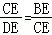 CE/DE = BE/CE